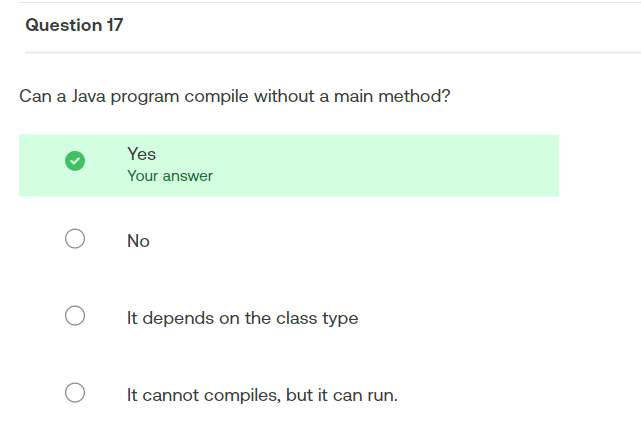 Question 17
Can a Java program compile without a main method?
Yes
Your answer
No
It depends on the class type
It cannot compiles, but it can run.